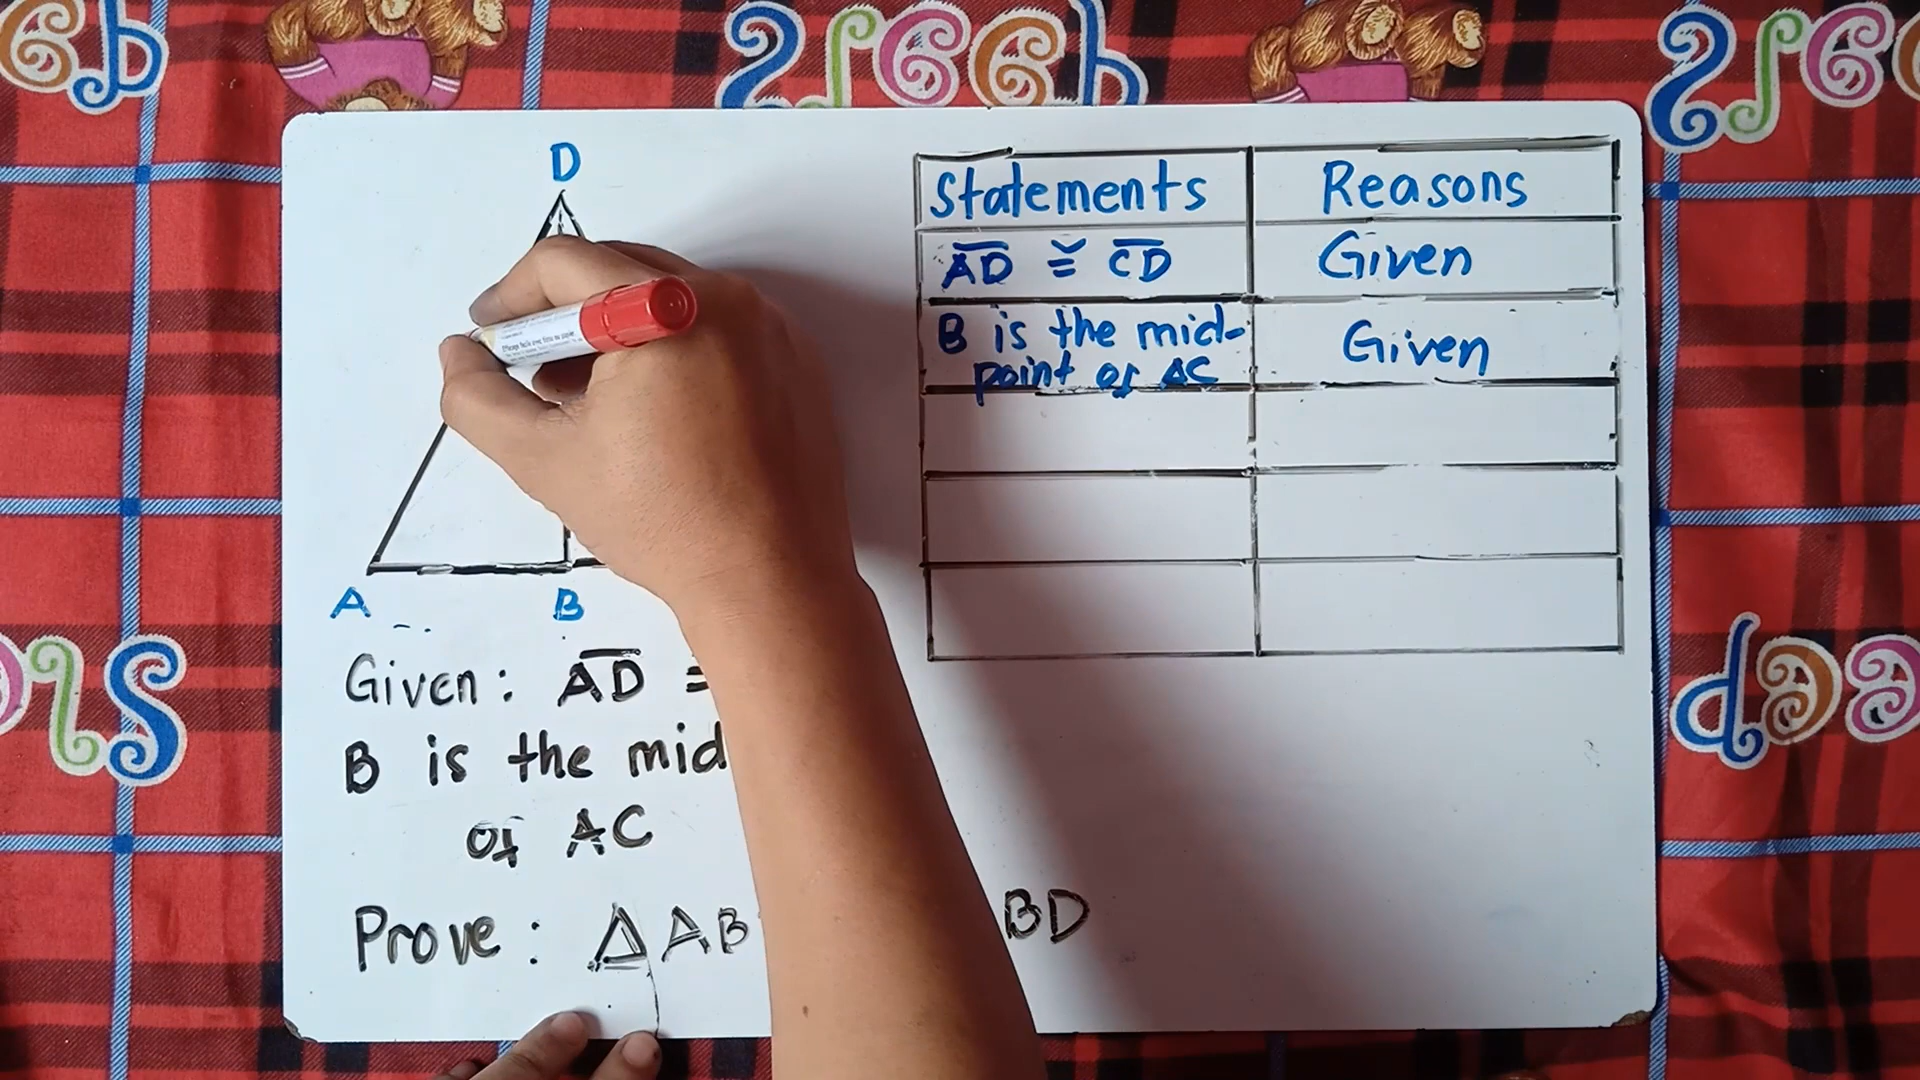 D
A B
Given: AD =
B is the mid
of AC
Prove: △AB BD
Statements Reasons
AD ≅ CD Given
B is the mid- Given
point of AC